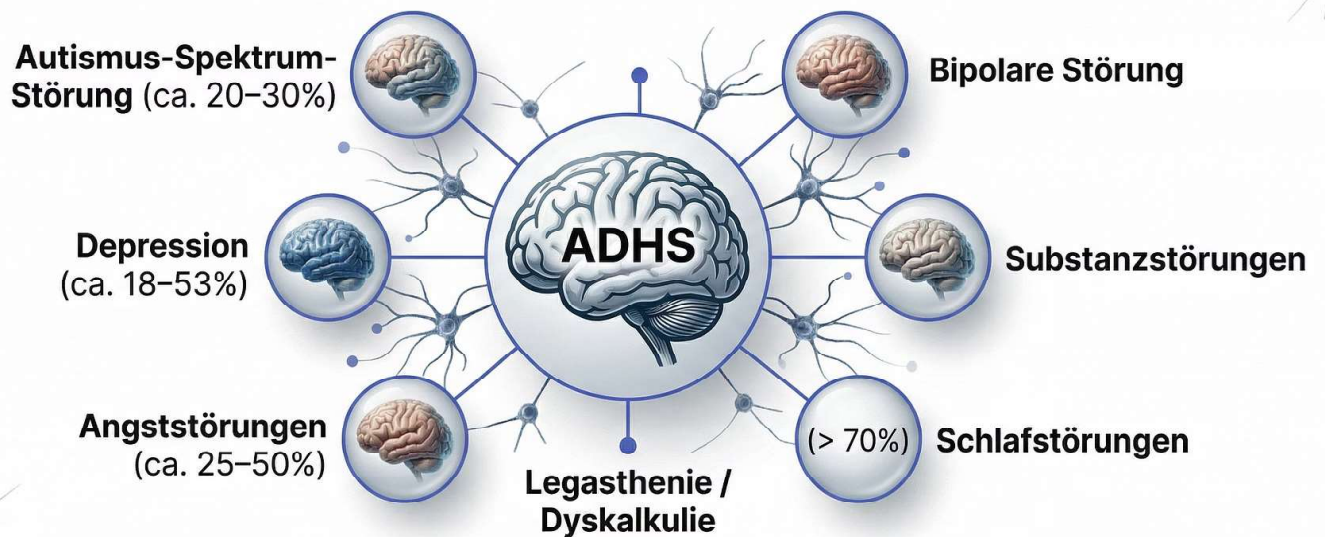 Autismus-Spektrum-
Störung (ca. 20–30%)
Bipolare Störung
ADHS
Depression
(ca. 18–53%)
Substanzstörungen
Angststörungen
(ca. 25–50%)
(> 70%) Schlafstörungen
Legasthenie /
Dyskalkulie